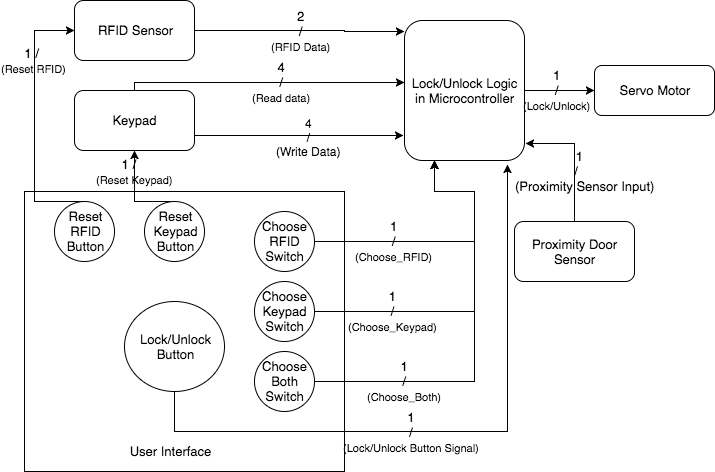 RFID Sensor
2
(RFID Data)
1
(Reset RFID)
Lock/Unlock Logic
in Microcontroller
4
(Read data)
1
(Lock/Unlock)
Servo Motor
Keypad
4
(Write Data)
1
(Reset Keypad)
1
(Proximity Sensor Input)
Reset
RFID
Button
Reset
Keypad
Button
Choose
RFID
Switch
1
(Choose_RFID)
Proximity Door
Sensor
Choose
Keypad
Switch
1
(Choose_Keypad)
Lock/Unlock
Button
Choose
Both
Switch
1
(Choose_Both)
1
(Lock/Unlock Button Signal)
User Interface